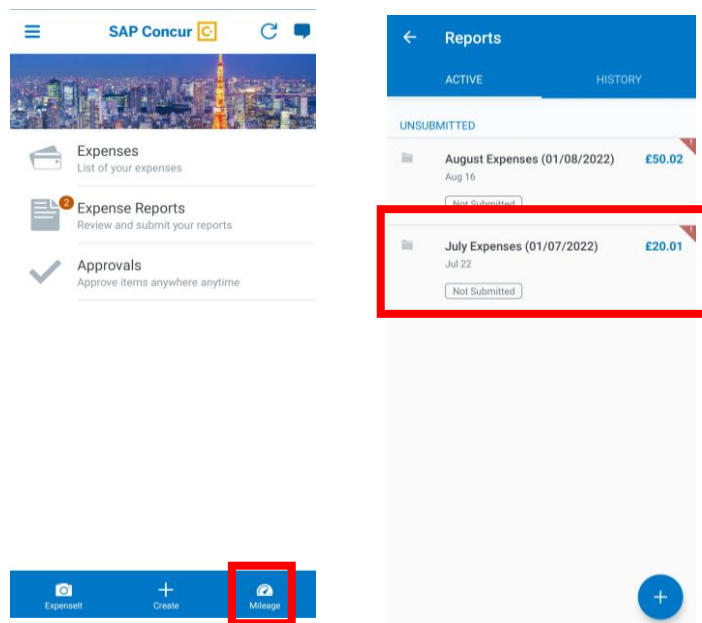 SAP Concur C.
Expenses
List of your expenses
2
Expense Reports
Review and submit your reports
Approvals
Approve items anywhere anytime
ExpenseIt
Create
Mileage
Reports
ACTIVE HISTORY
UNSUBMITTED
August Expenses (01/08/2022) £50.02
Aug 16
Not Submitted
July Expenses (01/07/2022) £20.01
Jul 22
Not Submitted